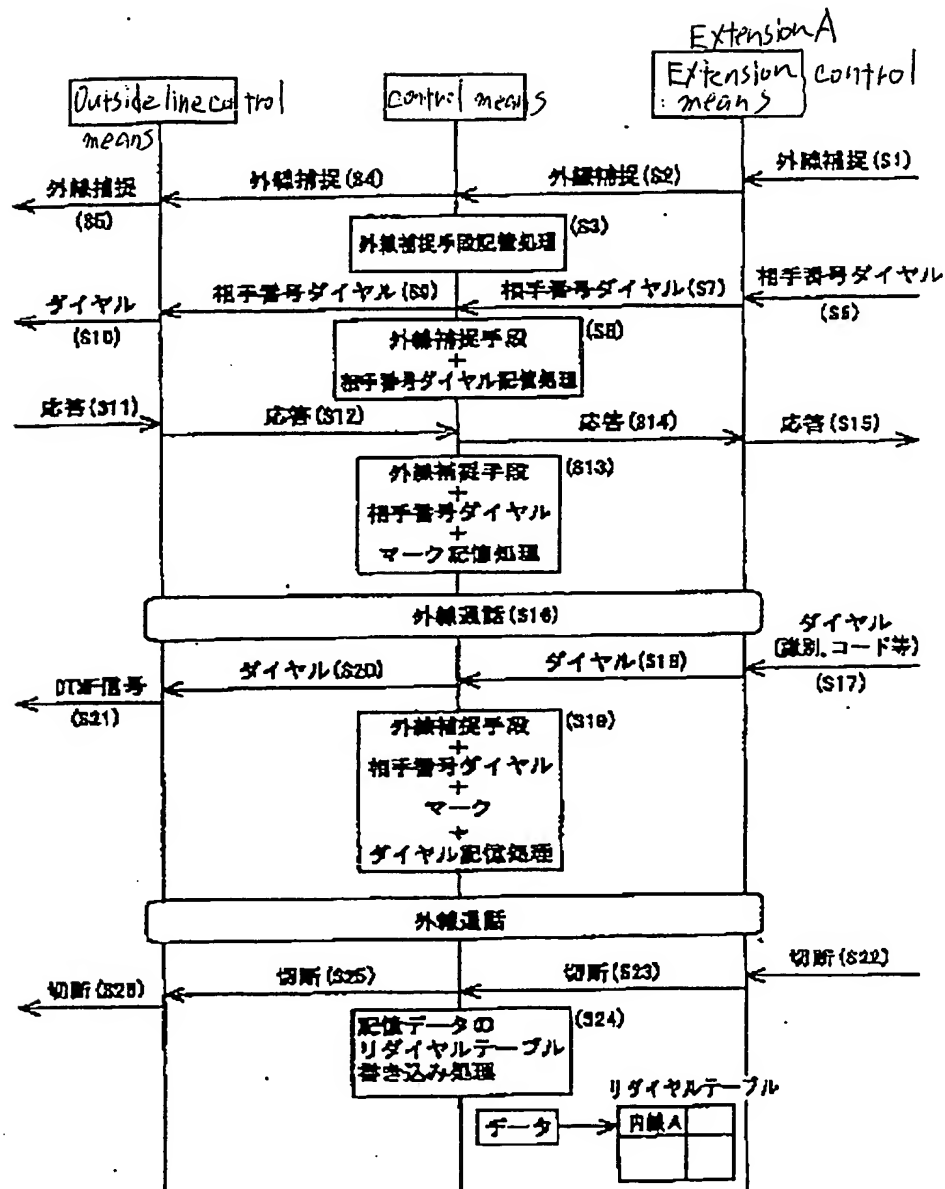 Extension A
Outside line control means
control means
Extension control means
外線捕捉(S1)
外線捕捉(S2)
外線捕捉(S4)
外線捕捉
(S5)
外線捕捉手段記憶処理
(S3)
相手番号ダイヤル
(S6)
相手番号ダイヤル(S7)
相手番号ダイヤル(S9)
ダイヤル
(S10)
外線捕捉手段
+
相手番号ダイヤル記憶処理
(S8)
応答(S11)
応答(S12)
応答(S14)
応答(S15)
外線捕捉手段
+
相手番号ダイヤル
+
マーク記憶処理
(S13)
外線通話(S16)
ダイヤル
(識別、コード等)
(S17)
ダイヤル(S18)
ダイヤル(S20)
DTMF信号
(S21)
外線捕捉手段
+
相手番号ダイヤル
+
マーク
+
ダイヤル記憶処理
(S19)
外線通話
切断(S22)
切断(S23)
切断(S25)
切断(S26)
記憶データの
リダイヤルテーブル
書き込み処理
(S24)
リダイヤルテーブル
データ
内線A